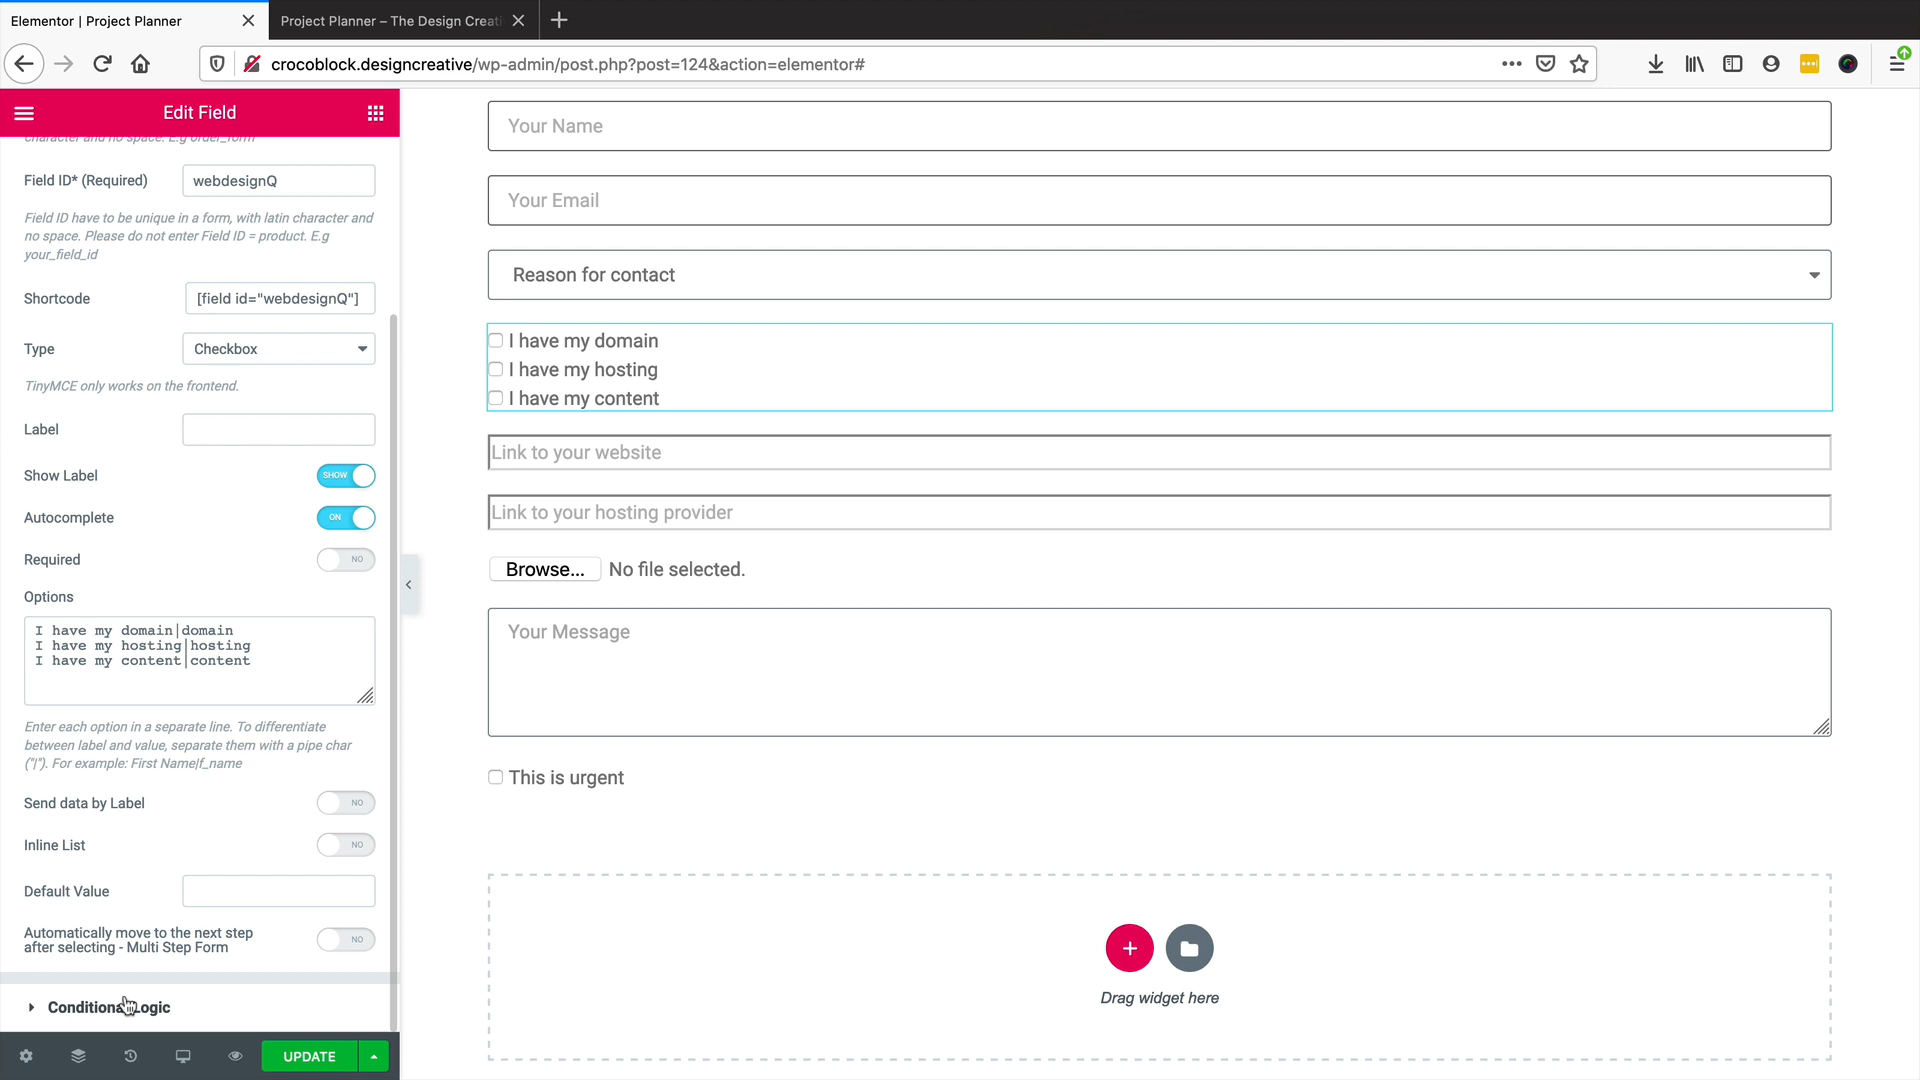 Elementor | Project Planner
Project Planner – The Design Creati
crocoblock.designcreative/wp-admin/post.php?post=124&action=elementor#
Edit Field
character and no space. E.g order_form
Field ID* (Required)
webdesignQ
Field ID have to be unique in a form, with latin character and
no space. Please do not enter Field ID = product. E.g
your_field_id
Shortcode
[field id="webdesignQ"]
Type
Checkbox
TinyMCE only works on the frontend.
Label
Show Label
SHOW
Autocomplete
ON
Required
NO
Options
I have my domain|domain
I have my hosting|hosting
I have my content|content
Enter each option in a separate line. To differentiate
between label and value, separate them with a pipe char
("|"). For example: First Name|f_name
Send data by Label
NO
Inline List
NO
Default Value
Automatically move to the next step
after selecting - Multi Step Form
NO
Conditional Logic
UPDATE
Your Name
Your Email
Reason for contact
I have my domain
I have my hosting
I have my content
Link to your website
Link to your hosting provider
Browse... No file selected.
Your Message
This is urgent
Drag widget here